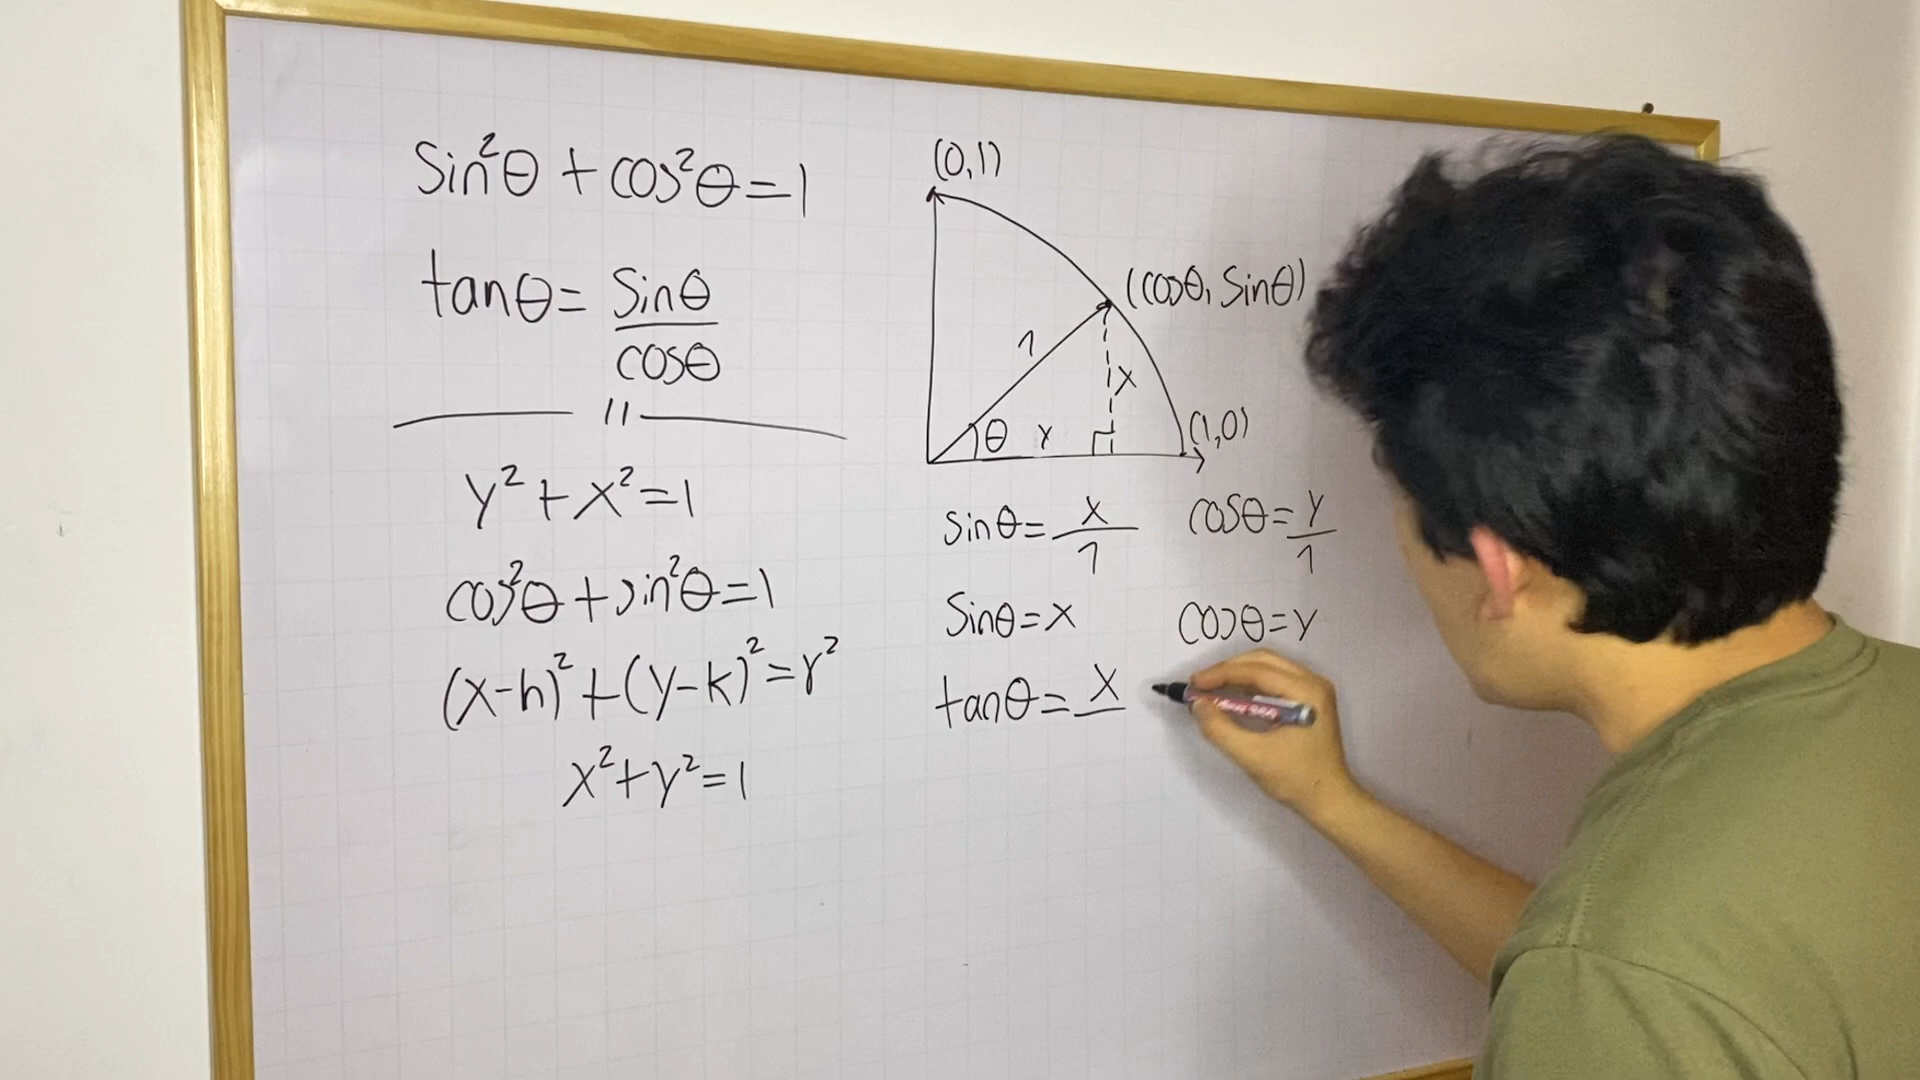 sin²θ + cos²θ = 1
tanθ = sinθ
cosθ
11
y² + x² = 1
cos²θ + sin²θ = 1
(x-h)² + (y-k)² = r²
x² + y² = 1
(0,1)
(cosθ, sinθ)
1
x
θ
y
(1,0)
sinθ = x/1
cosθ = y/1
sinθ = x
cosθ = y
tanθ = x